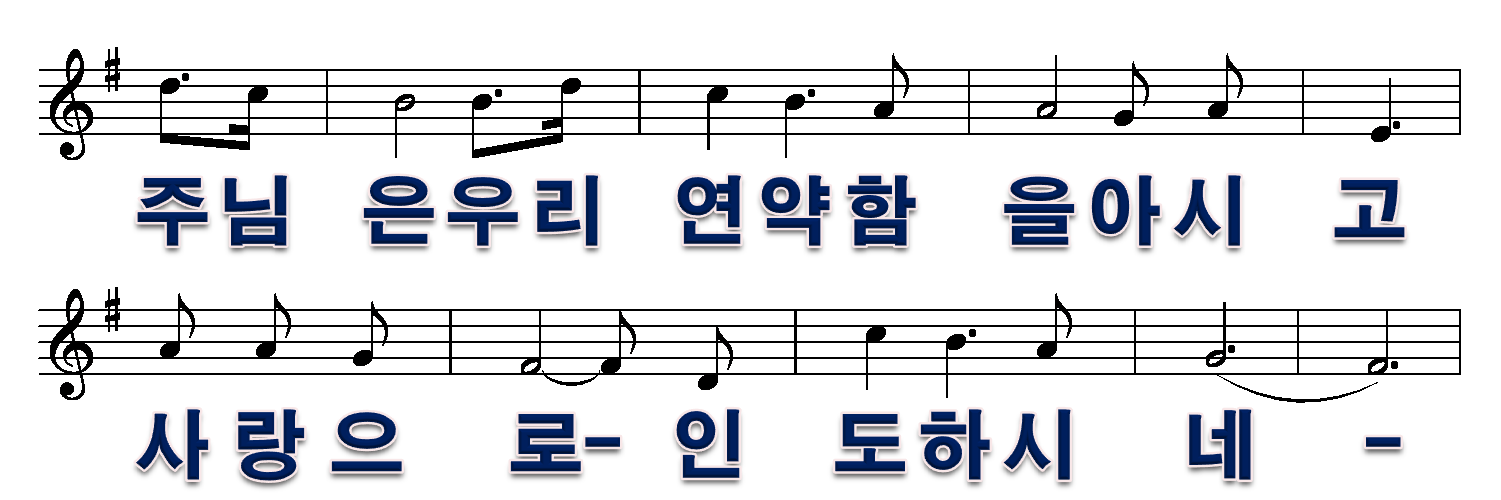 주님 은우리 연약함 을아시 고
사랑으 로- 인 도하시 네 -